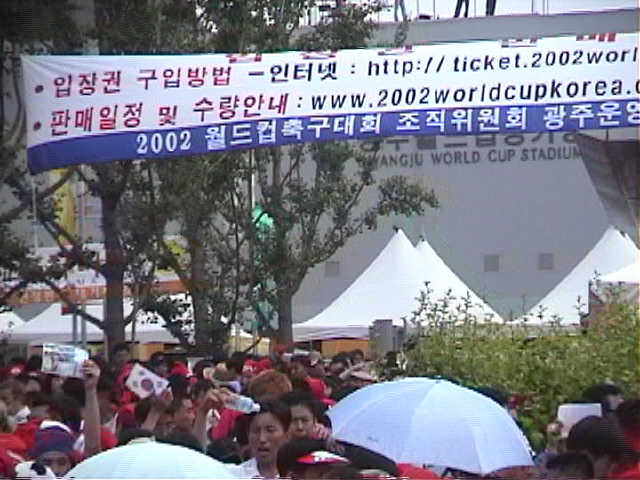 • 입장권 구입방법 - 인터넷 : http://ticket.2002worl
• 판매일정 및 수량안내 : www.2002worldcupkorea.o
2002 월드컵축구대회 조직위원회 광주운영
WANGJU WORLD CUP STADIUM